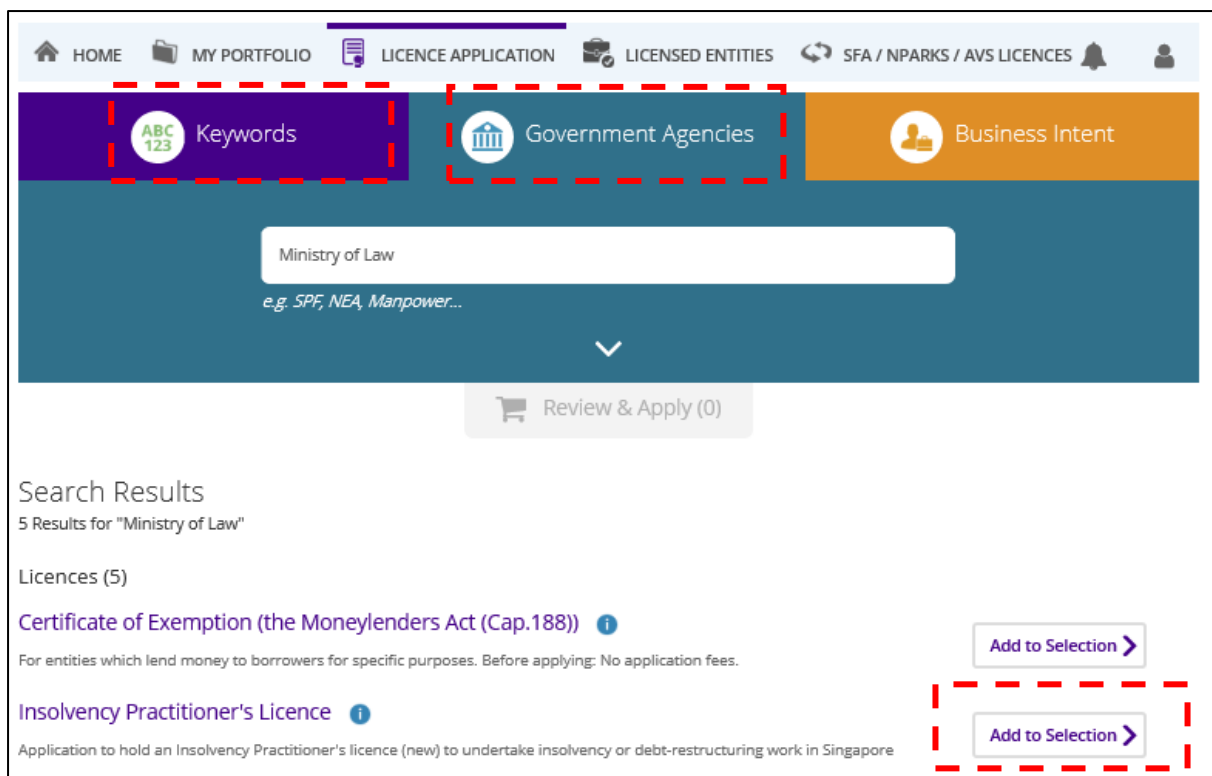 HOME MY PORTFOLIO LICENCE APPLICATION LICENSED ENTITIES SFA / NPARKS / AVS LICENCES
ABC 123 Keywords Government Agencies Business Intent
Ministry of Law
e.g. SPF, NEA, Manpower...
Review & Apply (0)
Search Results
5 Results for "Ministry of Law"
Licences (5)
Certificate of Exemption (the Moneylenders Act (Cap.188)) i
For entities which lend money to borrowers for specific purposes. Before applying: No application fees.
Add to Selection
Insolvency Practitioner's Licence i
Application to hold an Insolvency Practitioner's licence (new) to undertake insolvency or debt-restructuring work in Singapore
Add to Selection